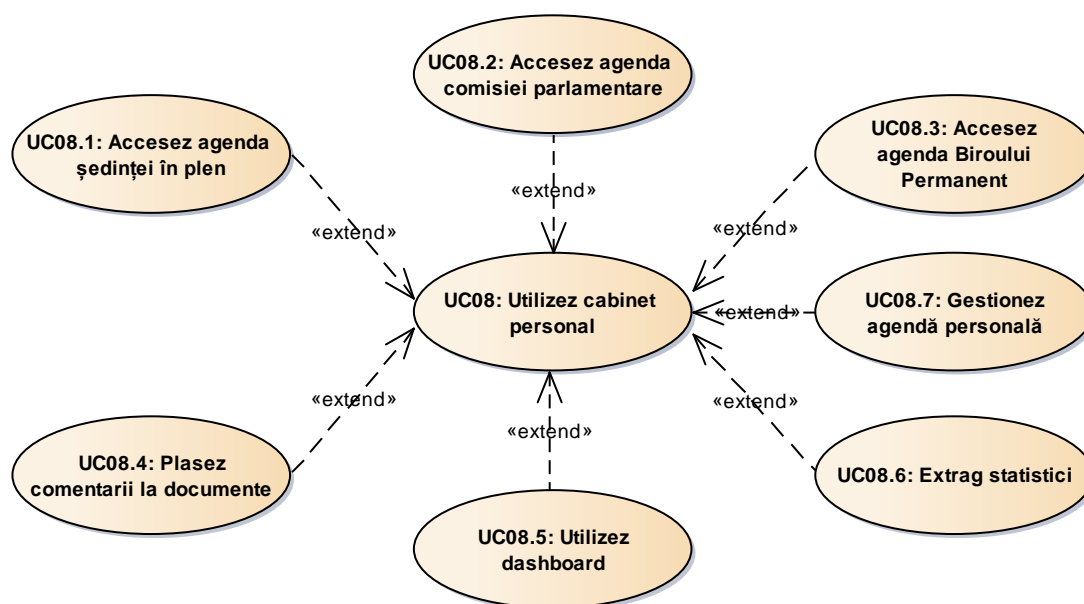 UC08.2: Accesez agenda
comisiei parlamentare
UC08.1: Accesez agenda
ședinței în plen
UC08.3: Accesez
agenda Biroului
Permanent
«extend»
«extend»
«extend»
UC08: Utilizez cabinet
personal
«extend»
UC08.7: Gestionez
agendă personală
«extend»
«extend»
«extend»
UC08.4: Plasez
comentarii la documente
UC08.6: Extrag statistici
UC08.5: Utilizez
dashboard